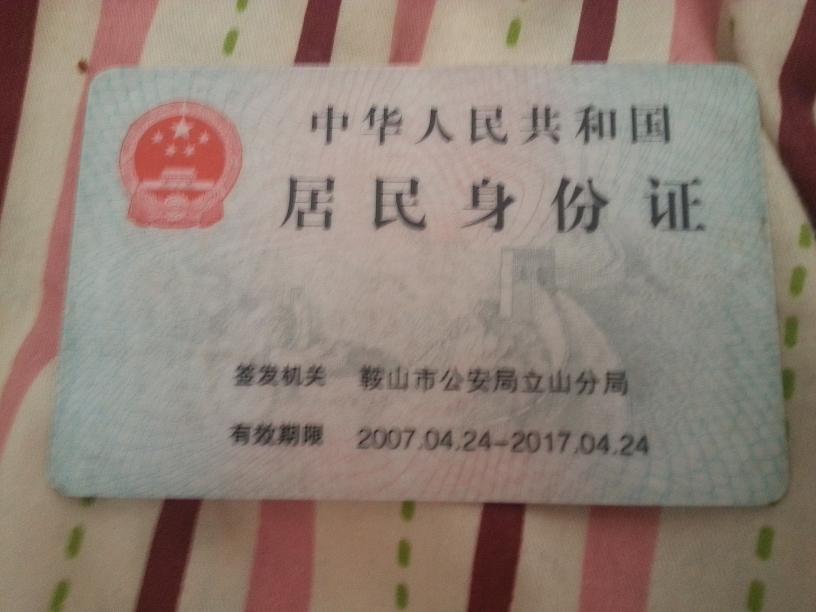 中华人民共和国
居民身份证
签发机关 鞍山市公安局立山分局
有效期限 2007.04.24-2017.04.24